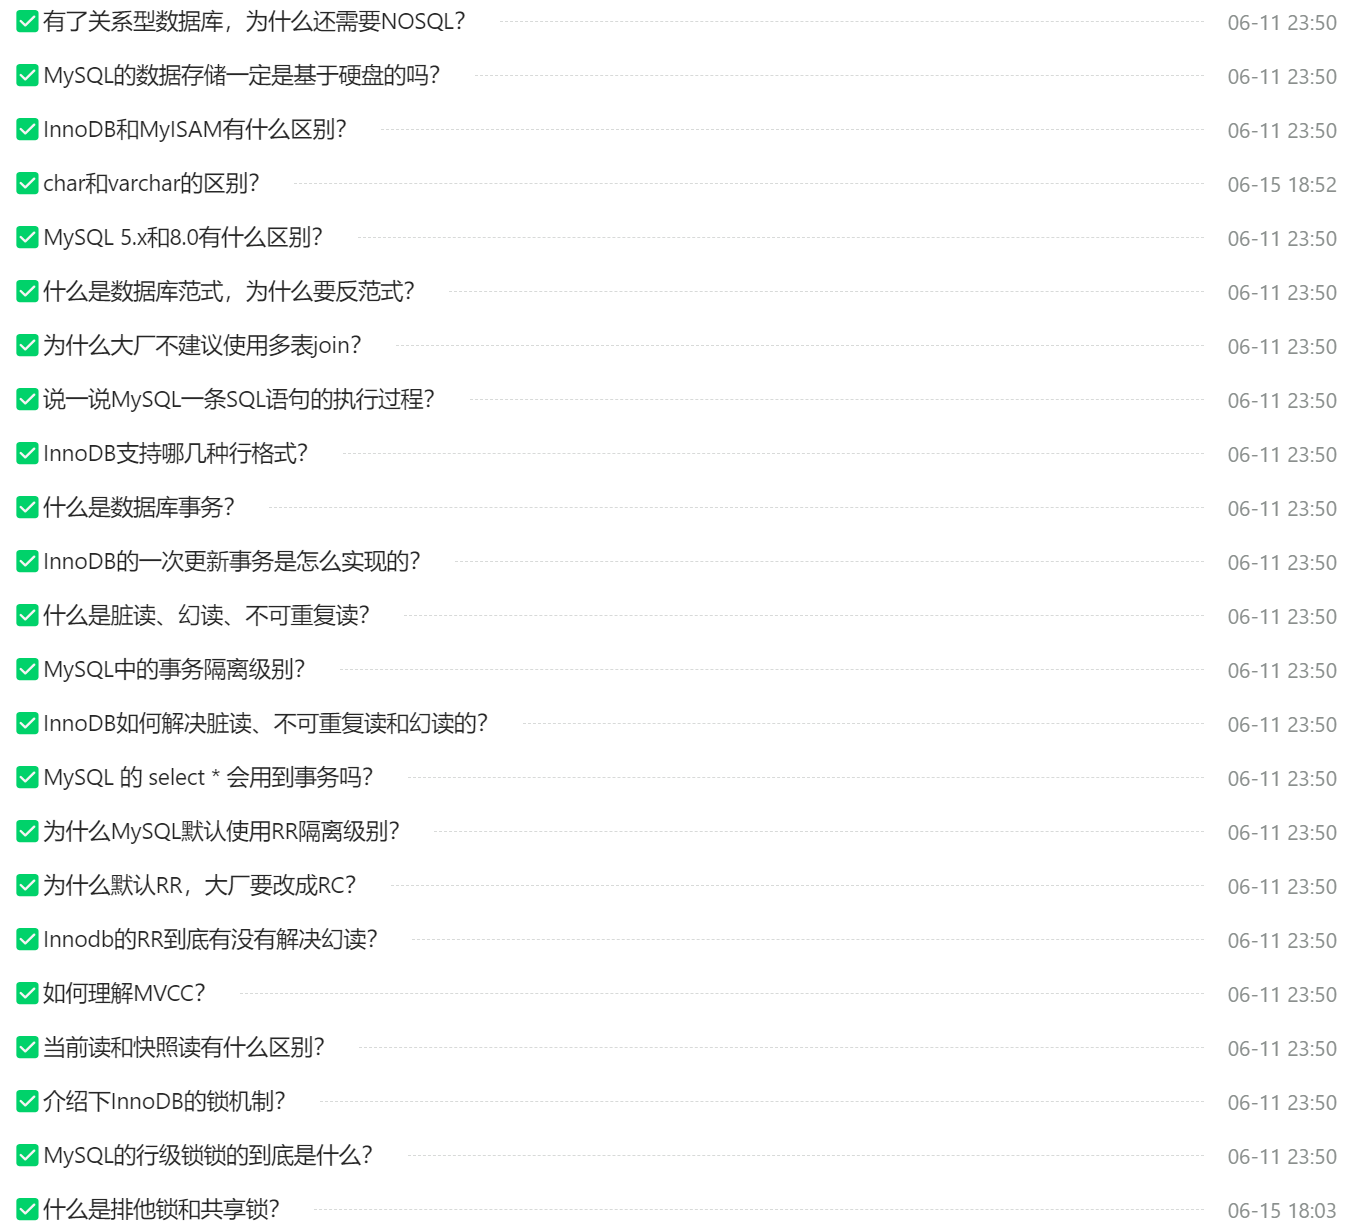 有了关系型数据库，为什么还需要NOSQL？ 06-11 23:50
MySQL的数据存储一定是基于硬盘的吗？ 06-11 23:50
InnoDB和MyISAM有什么区别？ 06-11 23:50
char和varchar的区别？ 06-15 18:52
MySQL 5.x和8.0有什么区别？ 06-11 23:50
什么是数据库范式，为什么要反范式？ 06-11 23:50
为什么大厂不建议使用多表join？ 06-11 23:50
说一说MySQL一条SQL语句的执行过程？ 06-11 23:50
InnoDB支持哪几种行格式？ 06-11 23:50
什么是数据库事务？ 06-11 23:50
InnoDB的一次更新事务是怎么实现的？ 06-11 23:50
什么是脏读、幻读、不可重复读？ 06-11 23:50
MySQL中的事务隔离级别？ 06-11 23:50
InnoDB如何解决脏读、不可重复读和幻读的？ 06-11 23:50
MySQL 的 select * 会用到事务吗？ 06-11 23:50
为什么MySQL默认使用RR隔离级别？ 06-11 23:50
为什么默认RR，大厂要改成RC？ 06-11 23:50
Innodb的RR到底有没有解决幻读？ 06-11 23:50
如何理解MVCC？ 06-11 23:50
当前读和快照读有什么区别？ 06-11 23:50
介绍下InnoDB的锁机制？ 06-11 23:50
MySQL的行级锁锁的到底是什么？ 06-11 23:50
什么是排他锁和共享锁？ 06-15 18:03